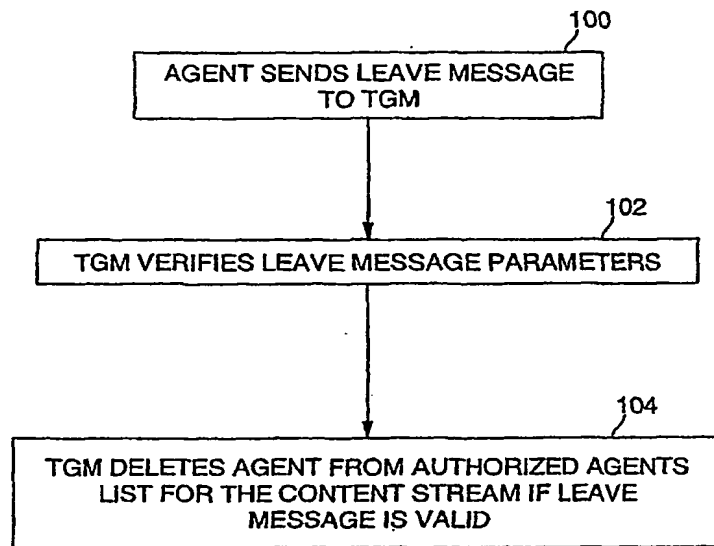 100
AGENT SENDS LEAVE MESSAGE
TO TGM
102
TGM VERIFIES LEAVE MESSAGE PARAMETERS
104
TGM DELETES AGENT FROM AUTHORIZED AGENTS
LIST FOR THE CONTENT STREAM IF LEAVE
MESSAGE IS VALID